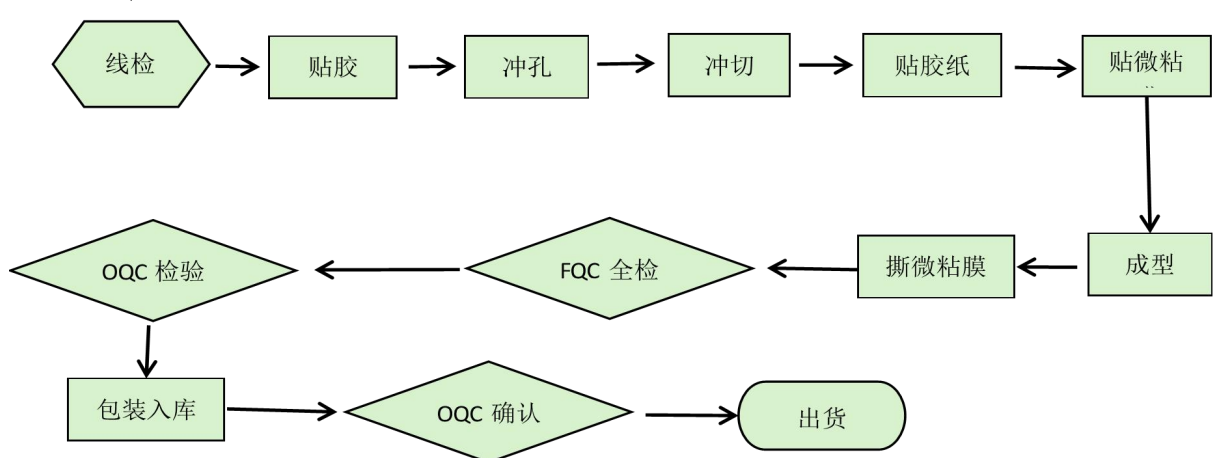 线检
贴胶
冲孔
冲切
贴胶纸
贴微粘
成型
撕微粘膜
FQC 全检
OQC 检验
包装入库
OQC 确认
出货